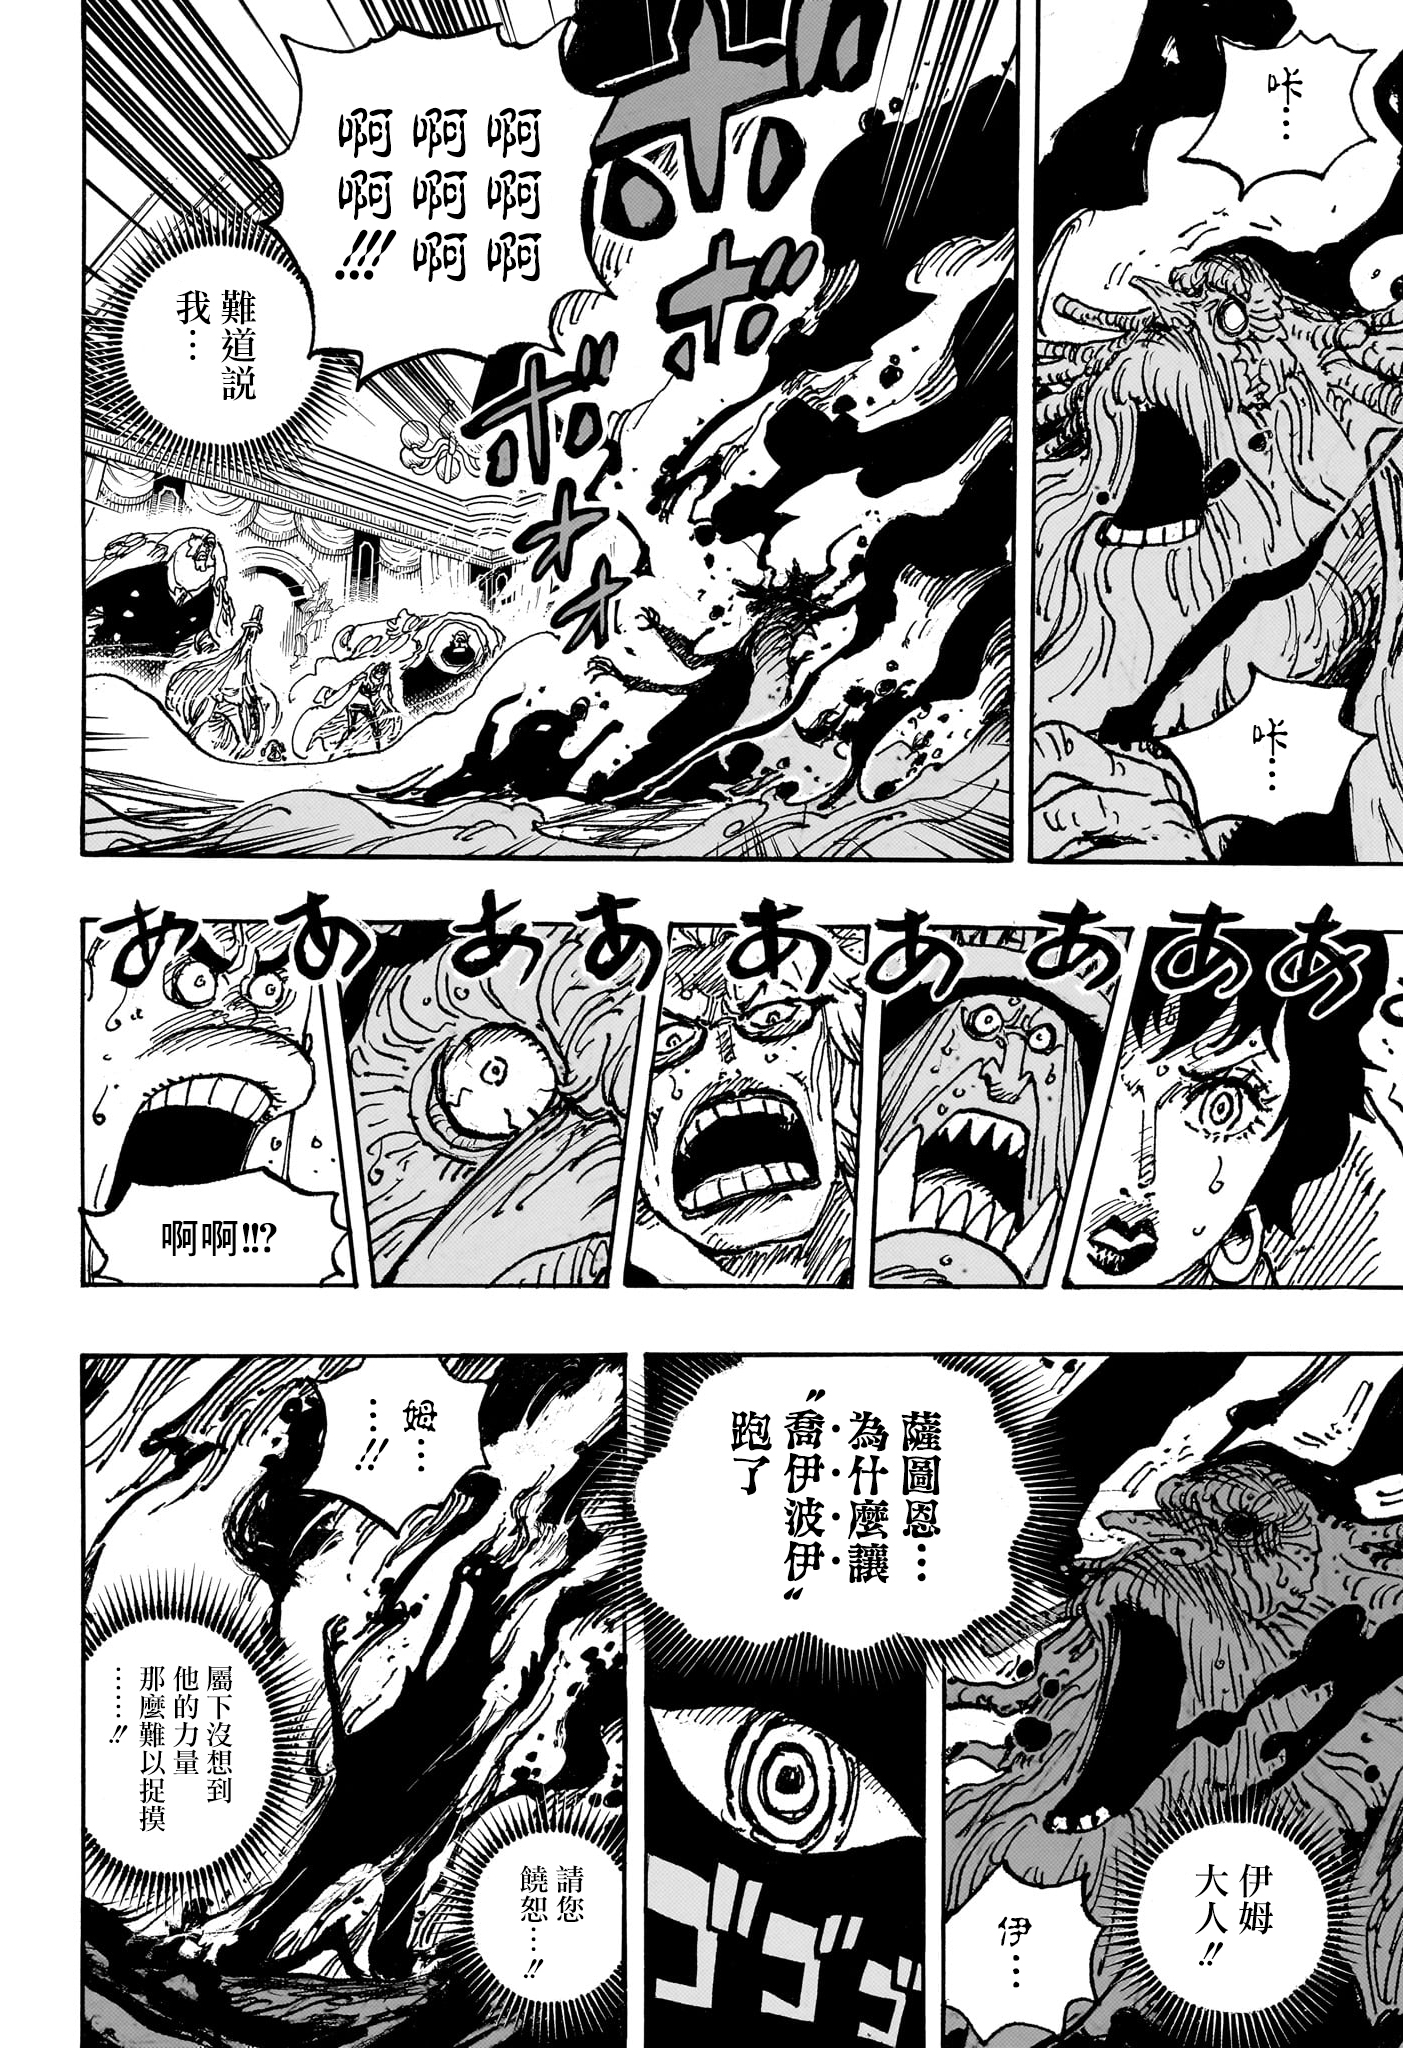 咔…
咔…
ボボボオオ
啊啊啊
啊啊啊
啊啊啊
啊啊!!!
難道説
我…
あああああああああ
啊啊!!?
伊姆
大人!!
伊…
薩圖恩…
為什麼讓
“喬伊波伊”
跑了
ゴゴゴ
姆…
…!!
請您
饒恕…!!
屬下沒想到
他的力量
那麼難以捉摸
……!!